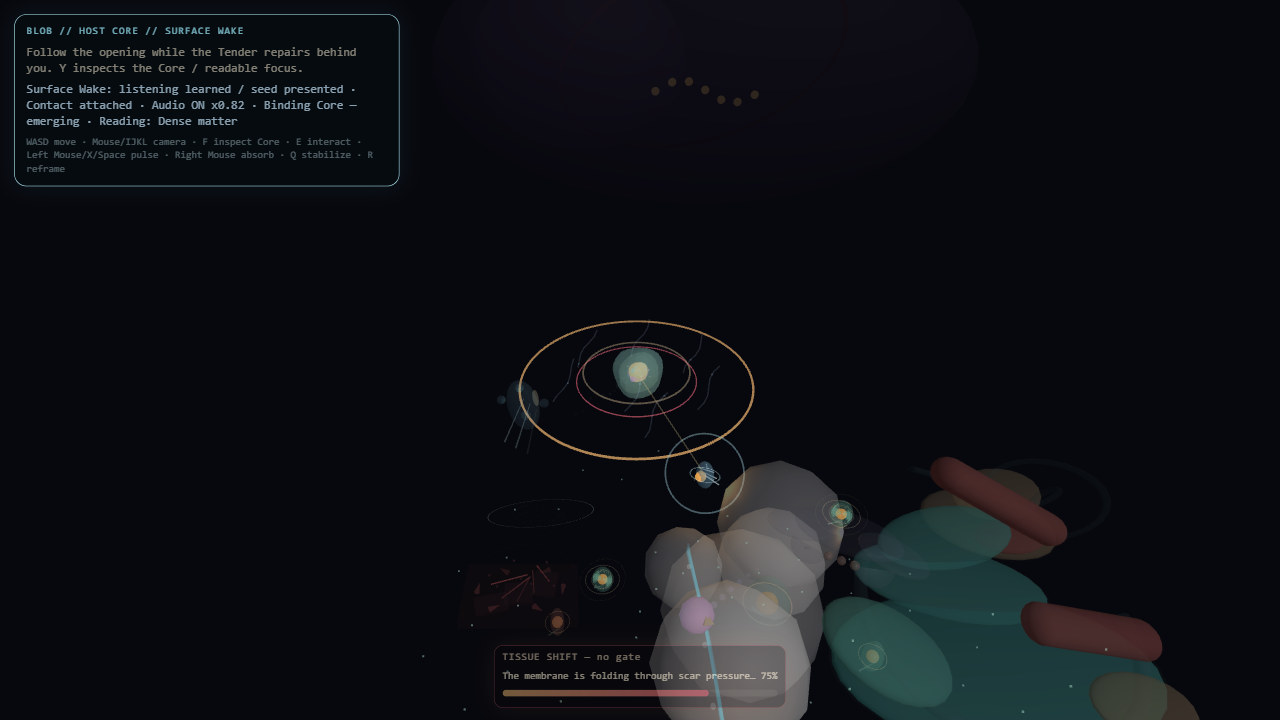 BLOB // HOST CORE // SURFACE WAKE
Follow the opening while the Tender repairs behind
you. Y inspects the Core / readable focus.
Surface Wake: listening learned / seed presented ·
Contact attached · Audio ON x0.82 · Binding Core —
emerging · Reading: Dense matter
WASD move · Mouse/IJKL camera · F inspect Core · E interact ·
Left Mouse/X/Space pulse · Right Mouse absorb · Q stabilize · R
reframe
TISSUE SHIFT — no gate
The membrane is folding through scar pressure… 75%